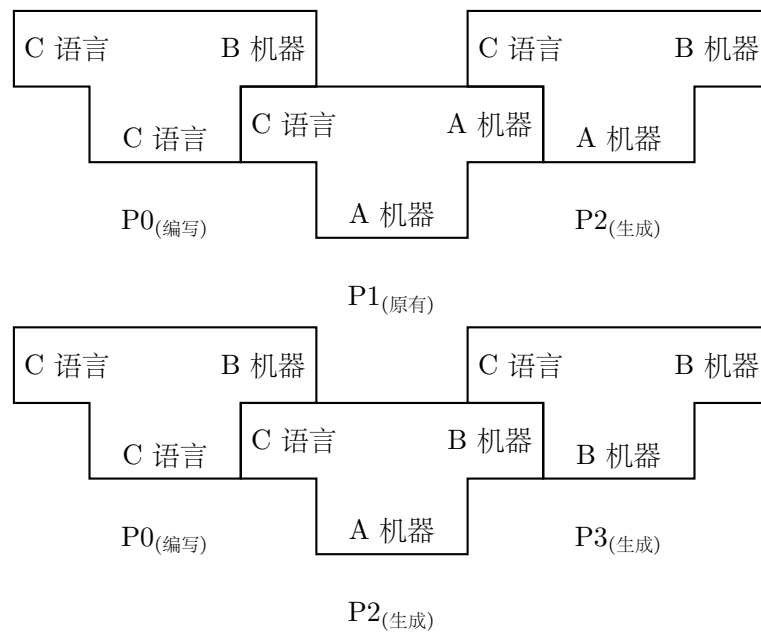 C 语言 B 机器 C 语言 B 机器
C 语言 C 语言 A 机器 A 机器
P0(编写) A 机器 P2(生成)
P1(原有)
C 语言 B 机器 C 语言 B 机器
C 语言 C 语言 B 机器 B 机器
P0(编写) A 机器 P3(生成)
P2(生成)